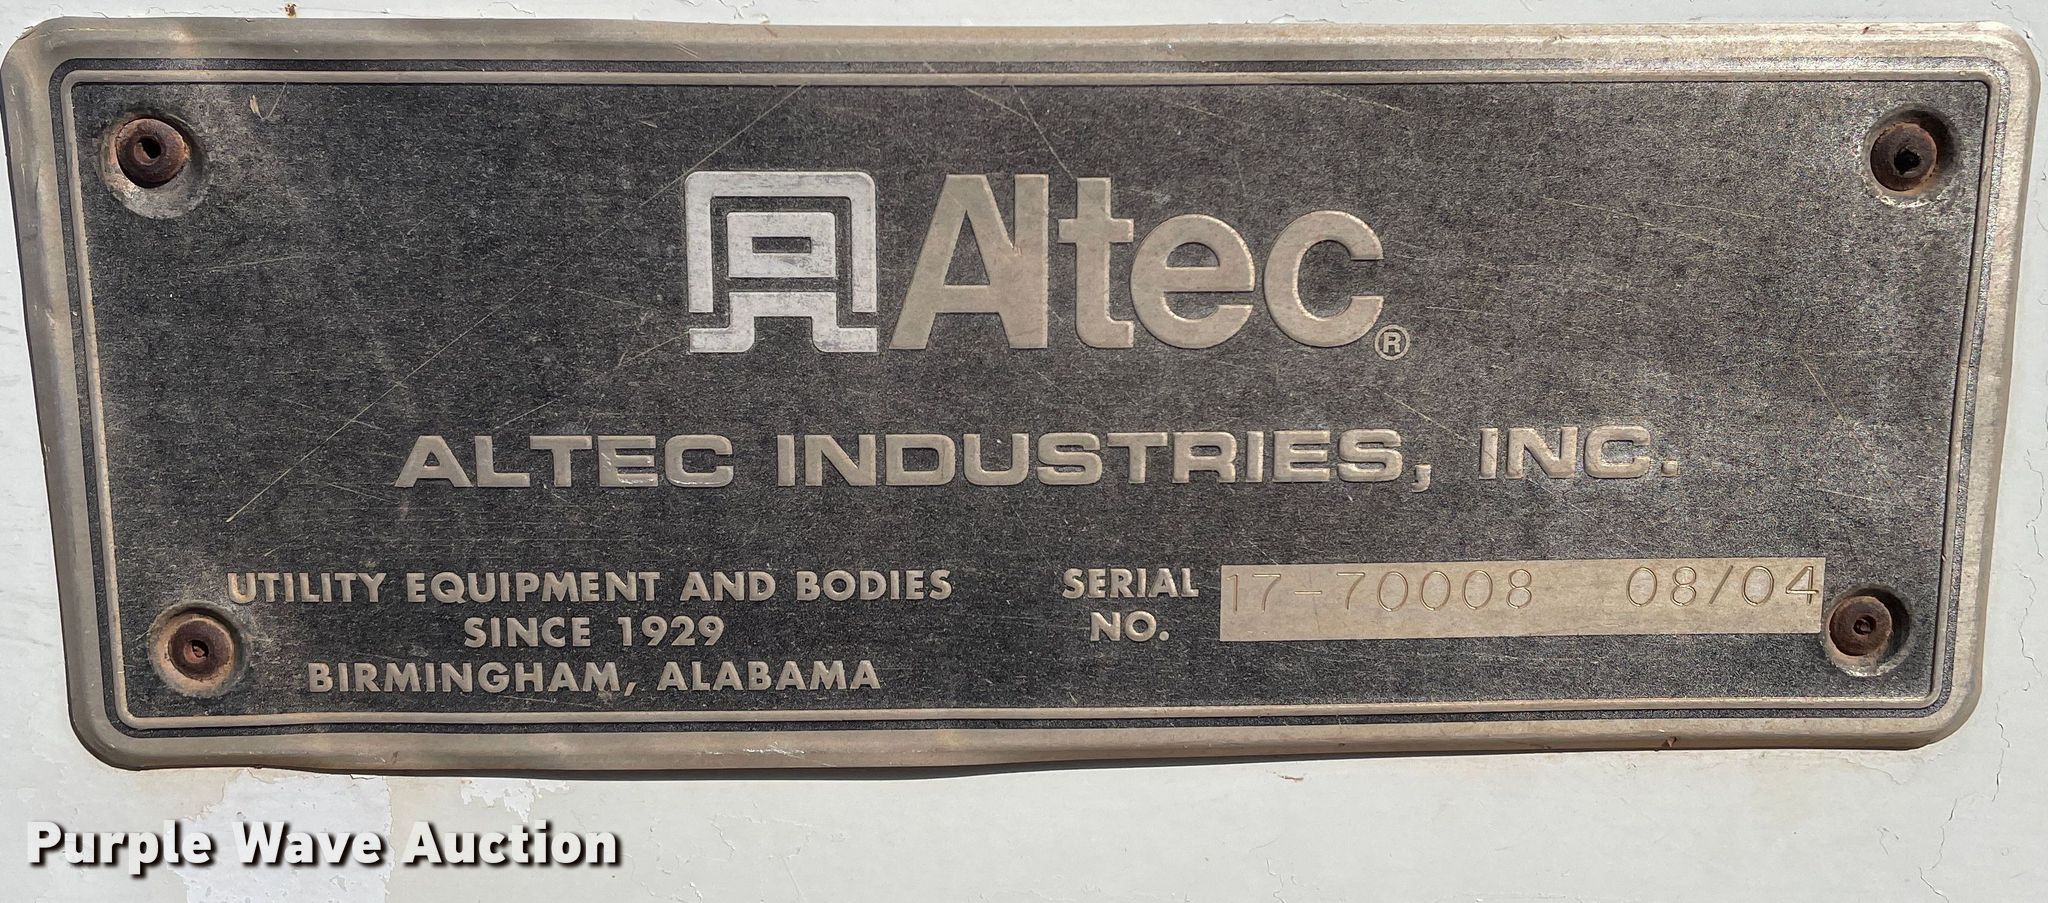 Altec®
ALTEC INDUSTRIES, INC.
UTILITY EQUIPMENT AND BODIES
SINCE 1929
BIRMINGHAM, ALABAMA
SERIAL NO. 17-70008 08/04
Purple Wave Auction